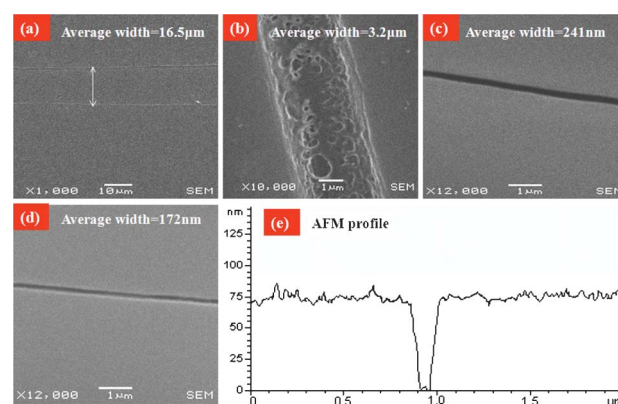 (a) Average width=16.5μm
×1,000 10μm SEM
(b) Average width=3.2μm
×10,000 1μm SEM
(c) Average width=241nm
×12,000 1μm SEM
(d) Average width=172nm
×12,000 1μm SEM
(e) AFM profile
nm
125
100
75
50
25
0
0 0.5 1.0 1.5